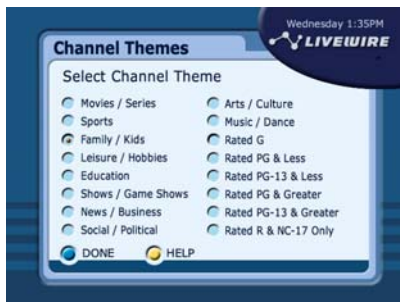 Wednesday 1:35PM
LIVEWIRE
Channel Themes
Select Channel Theme
Movies / Series
Sports
Family / Kids
Leisure / Hobbies
Education
Shows / Game Shows
News / Business
Social / Political
Arts / Culture
Music / Dance
Rated G
Rated PG & Less
Rated PG-13 & Less
Rated PG & Greater
Rated PG-13 & Greater
Rated R & NC-17 Only
DONE
HELP